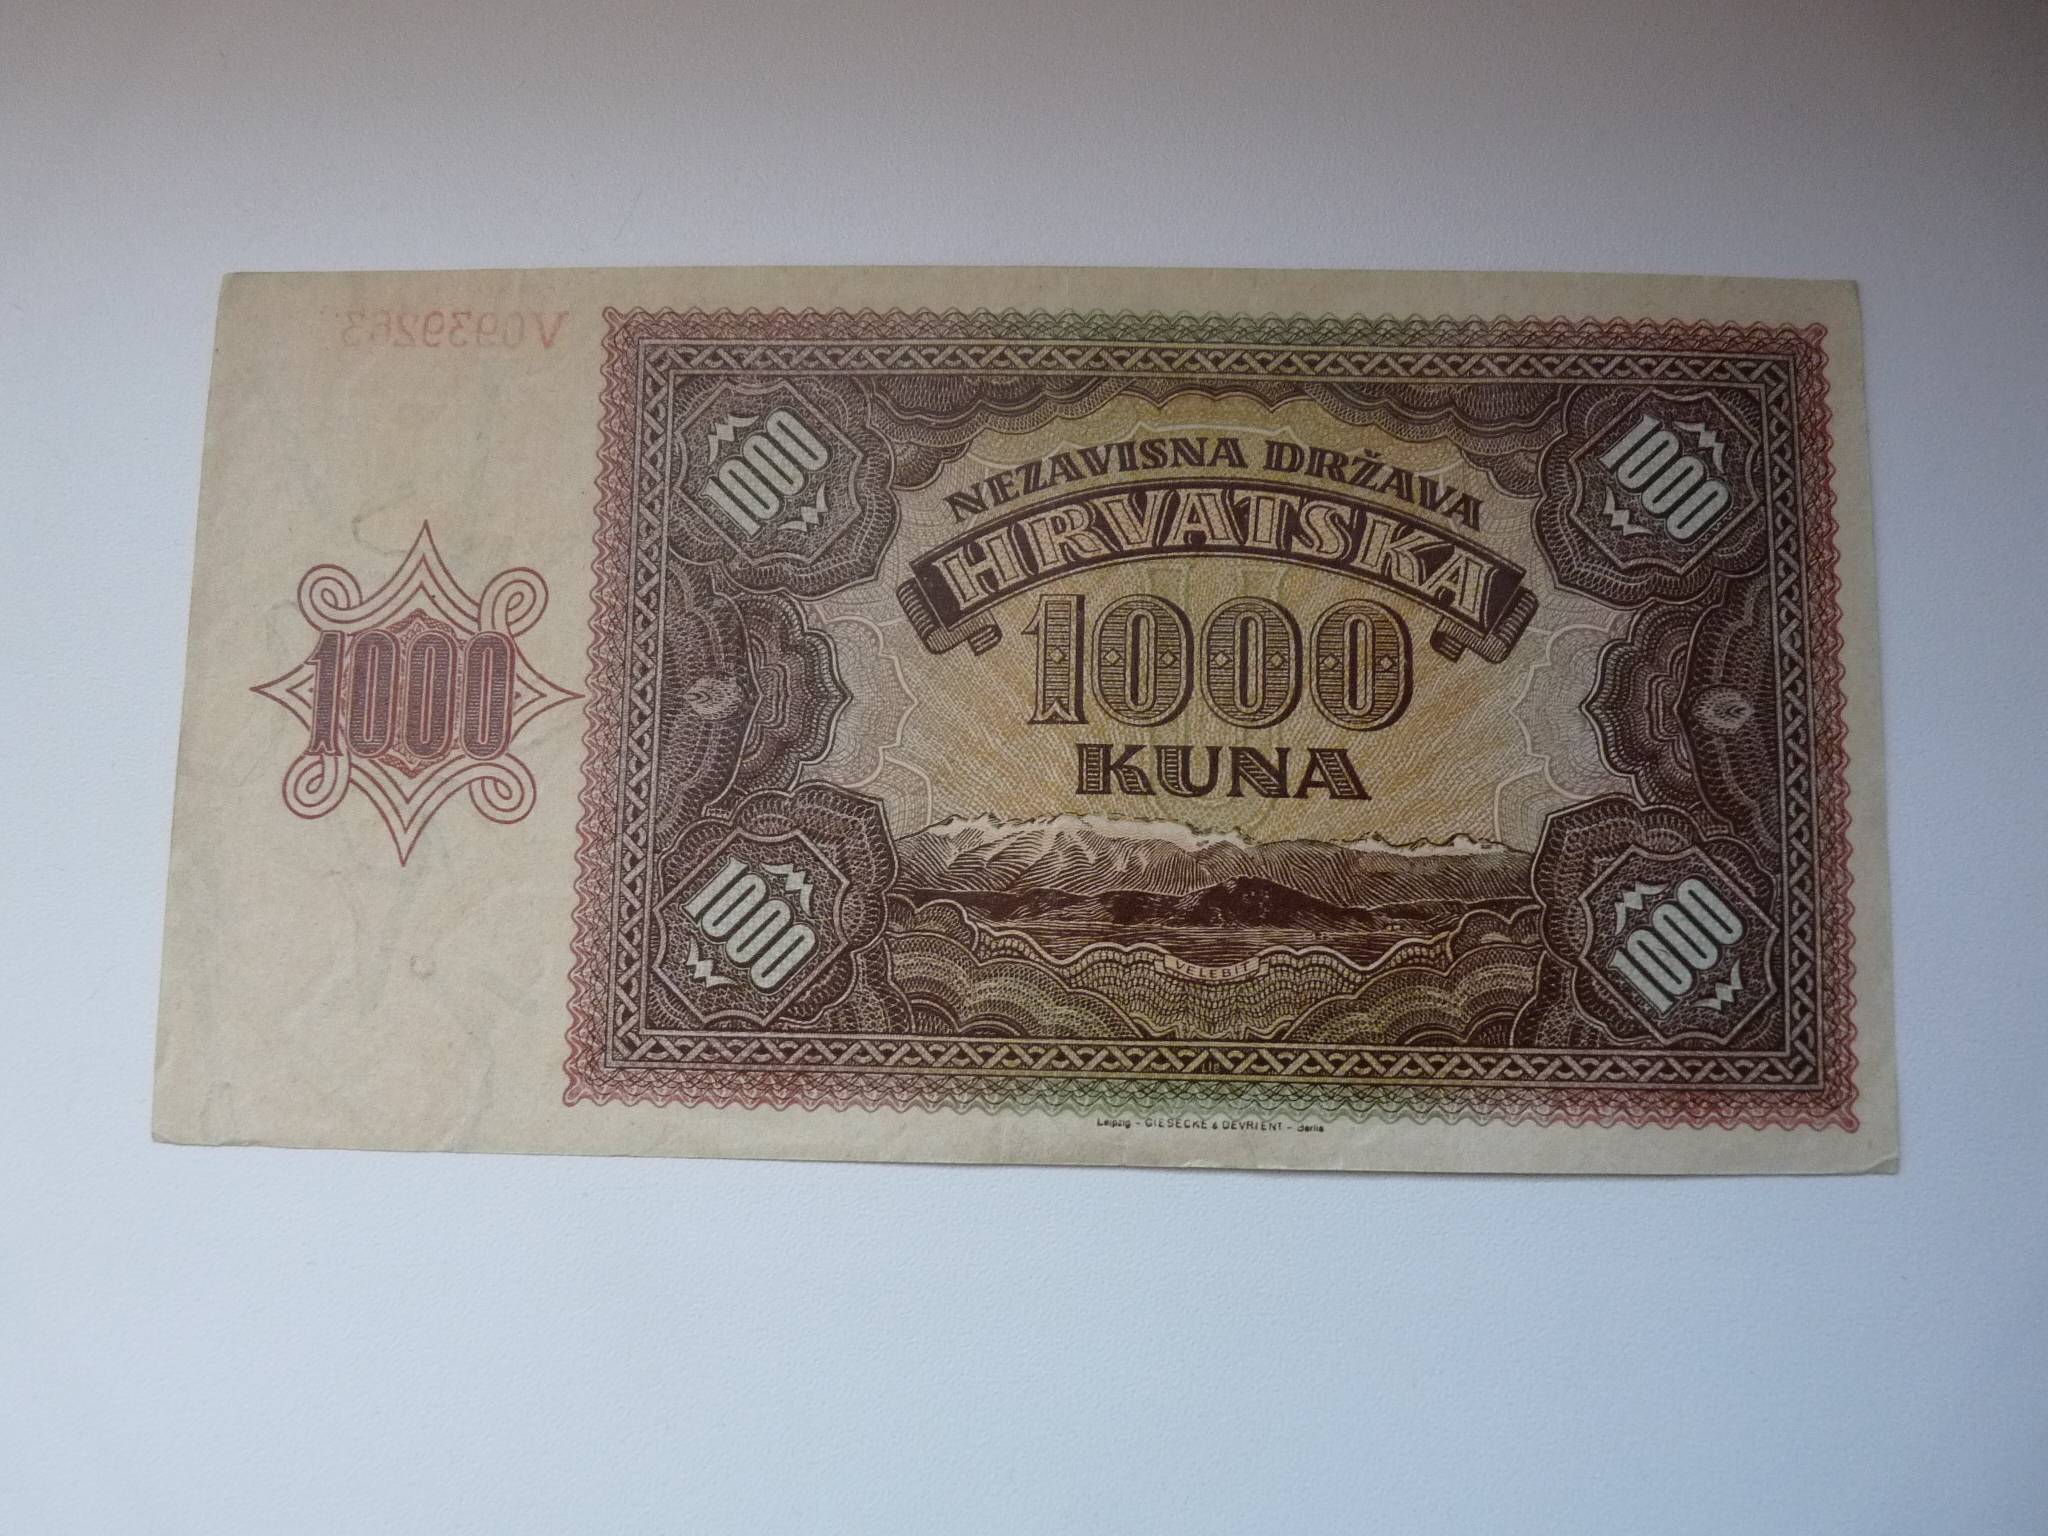 V0939263
1000
1000
NEZAVISNA DRŽAVA
HRVATSKA
1000
KUNA
1000
1000
1000
VELEBIT
Leipzig - GIESECKE & DEVRIENT - Berlin